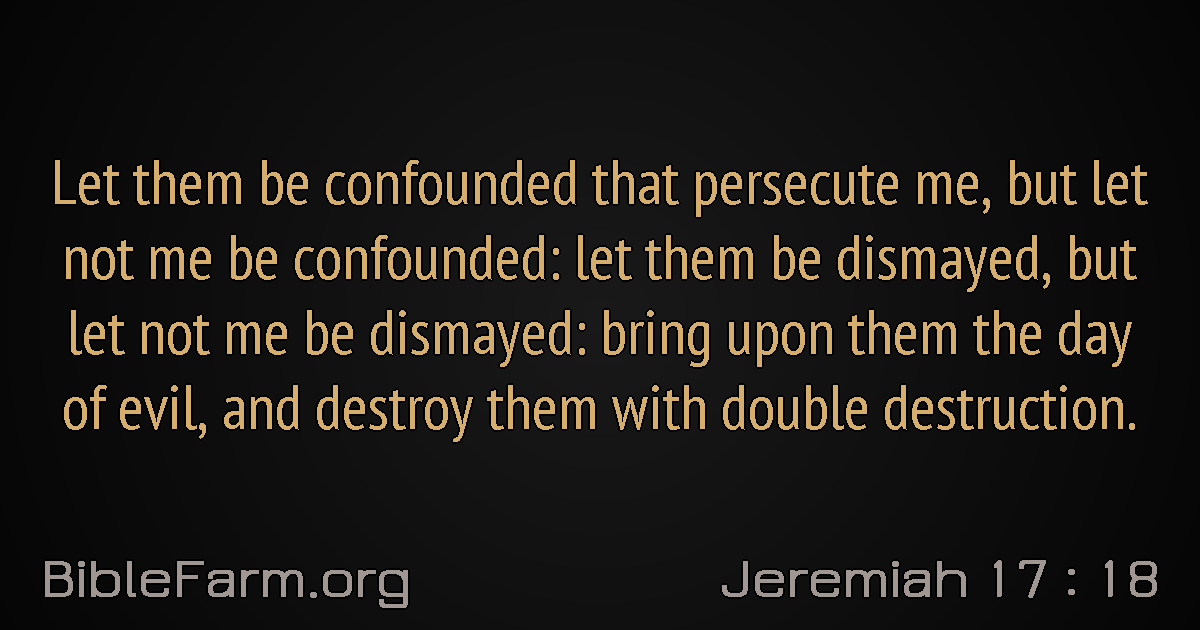 Let them be confounded that persecute me, but let
not me be confounded: let them be dismayed, but
let not me be dismayed: bring upon them the day
of evil, and destroy them with double destruction.
BibleFarm.org
Jeremiah 17 : 18